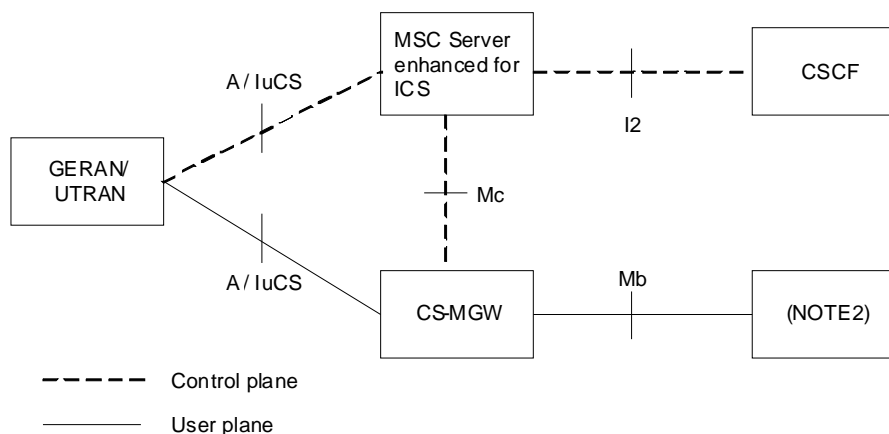 MSC Server
enhanced for
ICS
CSCF
A / IuCS
I2
GERAN/
UTRAN
Mc
A / IuCS
Mb
CS-MGW
(NOTE2)
Control plane
User plane